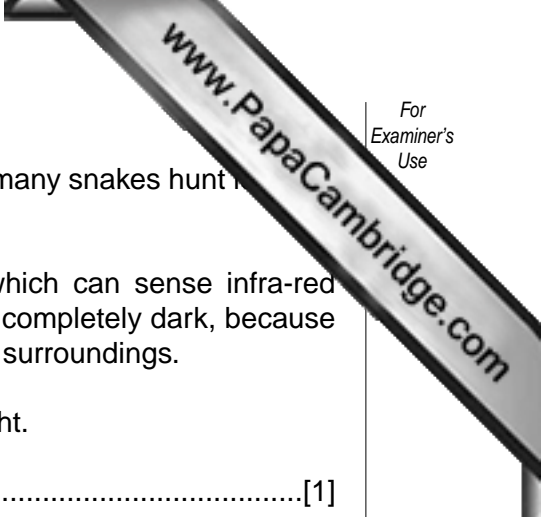 www.PapaCambridge.com
For
Examiner's
Use
many snakes hunt
which can sense infra-red
completely dark, because
surroundings.
ht.
....................................[1]